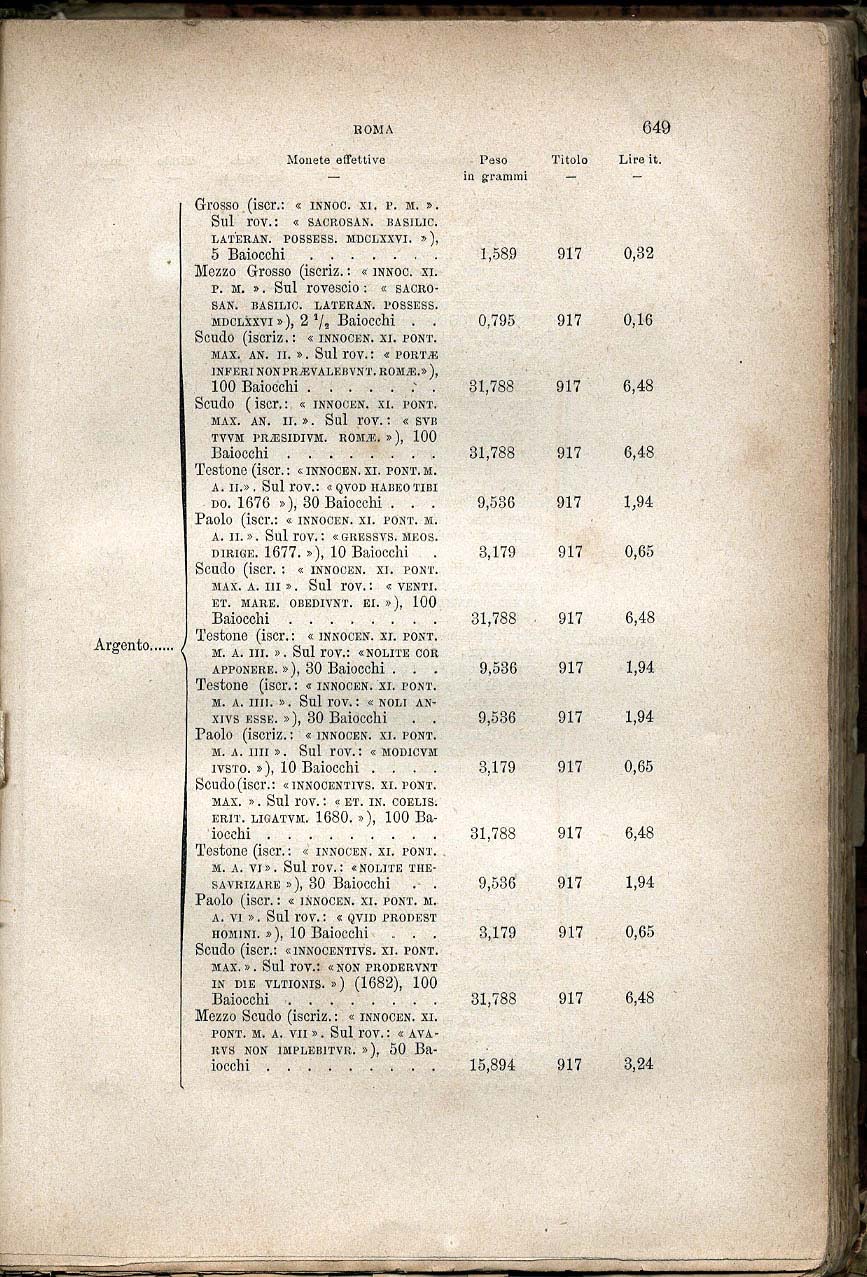 ROMA 649
Monete effettive Peso Titolo Lire it.
— in grammi — —
Grosso (iscr.: « INNOC. XI. P. M. ».
Sul rov.: « SACROSAN. BASILIC.
LATERAN. POSSESS. MDCLXXVI. »),
5 Baiocchi . . . . . . . 1,589 917 0,32
Mezzo Grosso (iscriz.: « INNOC. XI.
P. M. ». Sul rovescio: « SACRO-
SAN. BASILIC. LATERAN. POSSESS.
MDCLXXVI »), 2 1/2 Baiocchi . . 0,795 917 0,16
Scudo (iscriz.: « INNOCEN. XI. PONT.
MAX. AN. II. ». Sul rov.: « PORTÆ
INFERI NON PRÆVALEBVNT. ROMÆ.»),
100 Baiocchi . . . . . . . 31,788 917 6,48
Scudo (iscr.: « INNOCEN. XI. PONT.
MAX. AN. II. ». Sul rov.: « SVB
TVVM PRÆSIDIVM. ROMÆ. »), 100
Baiocchi . . . . . . . . 31,788 917 6,48
Testone (iscr.: « INNOCEN. XI. PONT. M.
A. II.». Sul rov.: « QVOD HABEO TIBI
DO. 1676 »), 30 Baiocchi . . . 9,536 917 1,94
Paolo (iscr.: « INNOCEN. XI. PONT. M.
A. II. ». Sul rov.: « GRESSVS. MEOS.
DIRIGE. 1677. »), 10 Baiocchi . 3,179 917 0,65
Scudo (iscr. : « INNOCEN. XI. PONT.
MAX. A. III ». Sul rov.: « VENTI.
ET. MARE. OBEDIVNT. EI. »), 100
Baiocchi . . . . . . . . 31,788 917 6,48
Argento......
Testone (iscr.: « INNOCEN. XI. PONT.
M. A. III. ». Sul rov.: «NOLITE COR
APPONERE. »), 30 Baiocchi . . . 9,536 917 1,94
Testone (iscr.: « INNOCEN. XI. PONT.
M. A. IIII. ». Sul rov.: « NOLI AN-
XIVS ESSE. »), 30 Baiocchi . . 9,536 917 1,94
Paolo (iscriz.: « INNOCEN. XI. PONT.
M. A. IIII ». Sul rov.: « MODICVM
IVSTO. »), 10 Baiocchi . . . . 3,179 917 0,65
Scudo (iscr.: « INNOCENTIVS. XI. PONT.
MAX. ». Sul rov.: « ET. IN. COELIS.
ERIT. LIGATVM. 1680. »), 100 Ba-
iocchi . . . . . . . . . 31,788 917 6,48
Testone (iscr.: « INNOCEN. XI. PONT.
M. A. VI ». Sul rov.: «NOLITE THE-
SAVRIZARE »), 30 Baiocchi . . 9,536 917 1,94
Paolo (iscr.: « INNOCEN. XI. PONT. M.
A. VI ». Sul rov.: « QVID PRODEST
HOMINI. »), 10 Baiocchi . . . 3,179 917 0,65
Scudo (iscr.: «INNOCENTIVS. XI. PONT.
MAX. ». Sul rov.: «NON PRODERVNT
IN DIE VLTIONIS. ») (1682), 100
Baiocchi . . . . . . . . 31,788 917 6,48
Mezzo Scudo (iscriz.: « INNOCEN. XI.
PONT. M. A. VII ». Sul rov.: « AVA-
RVS NON IMPLEBITVR. »), 50 Ba-
iocchi . . . . . . . . . 15,894 917 3,24